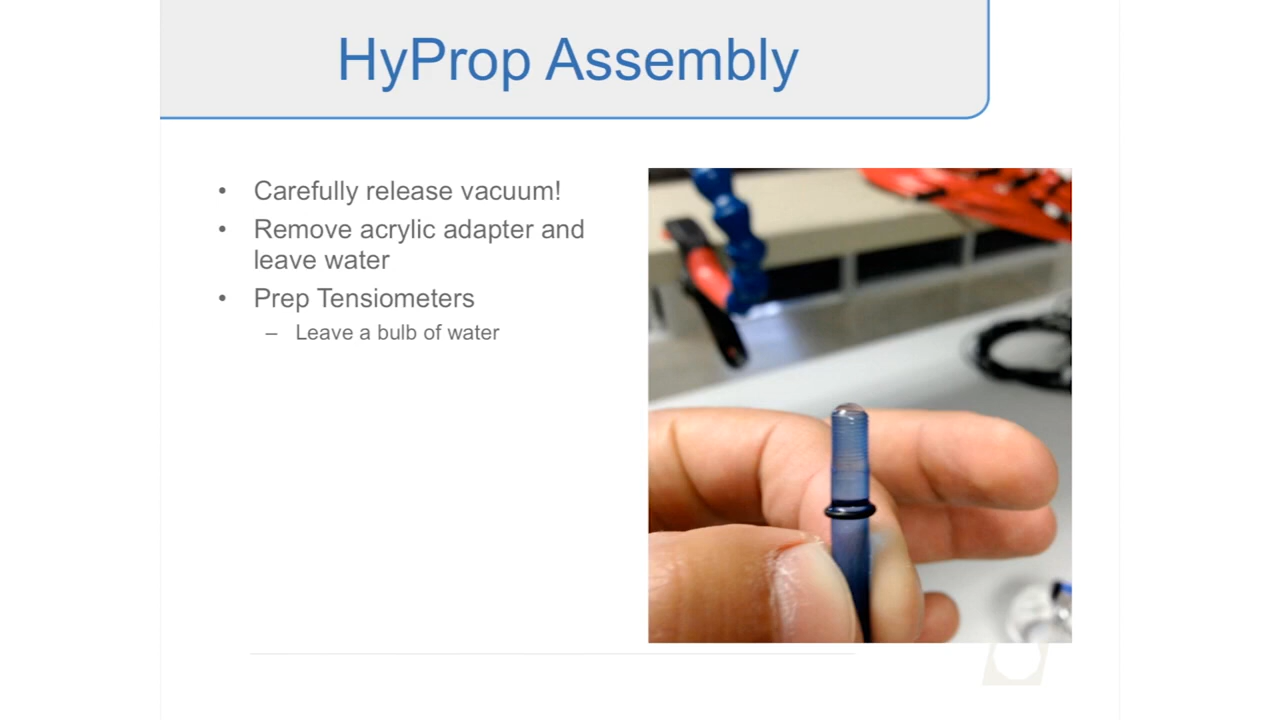 HyProp Assembly
• Carefully release vacuum!
• Remove acrylic adapter and
leave water
• Prep Tensiometers
– Leave a bulb of water